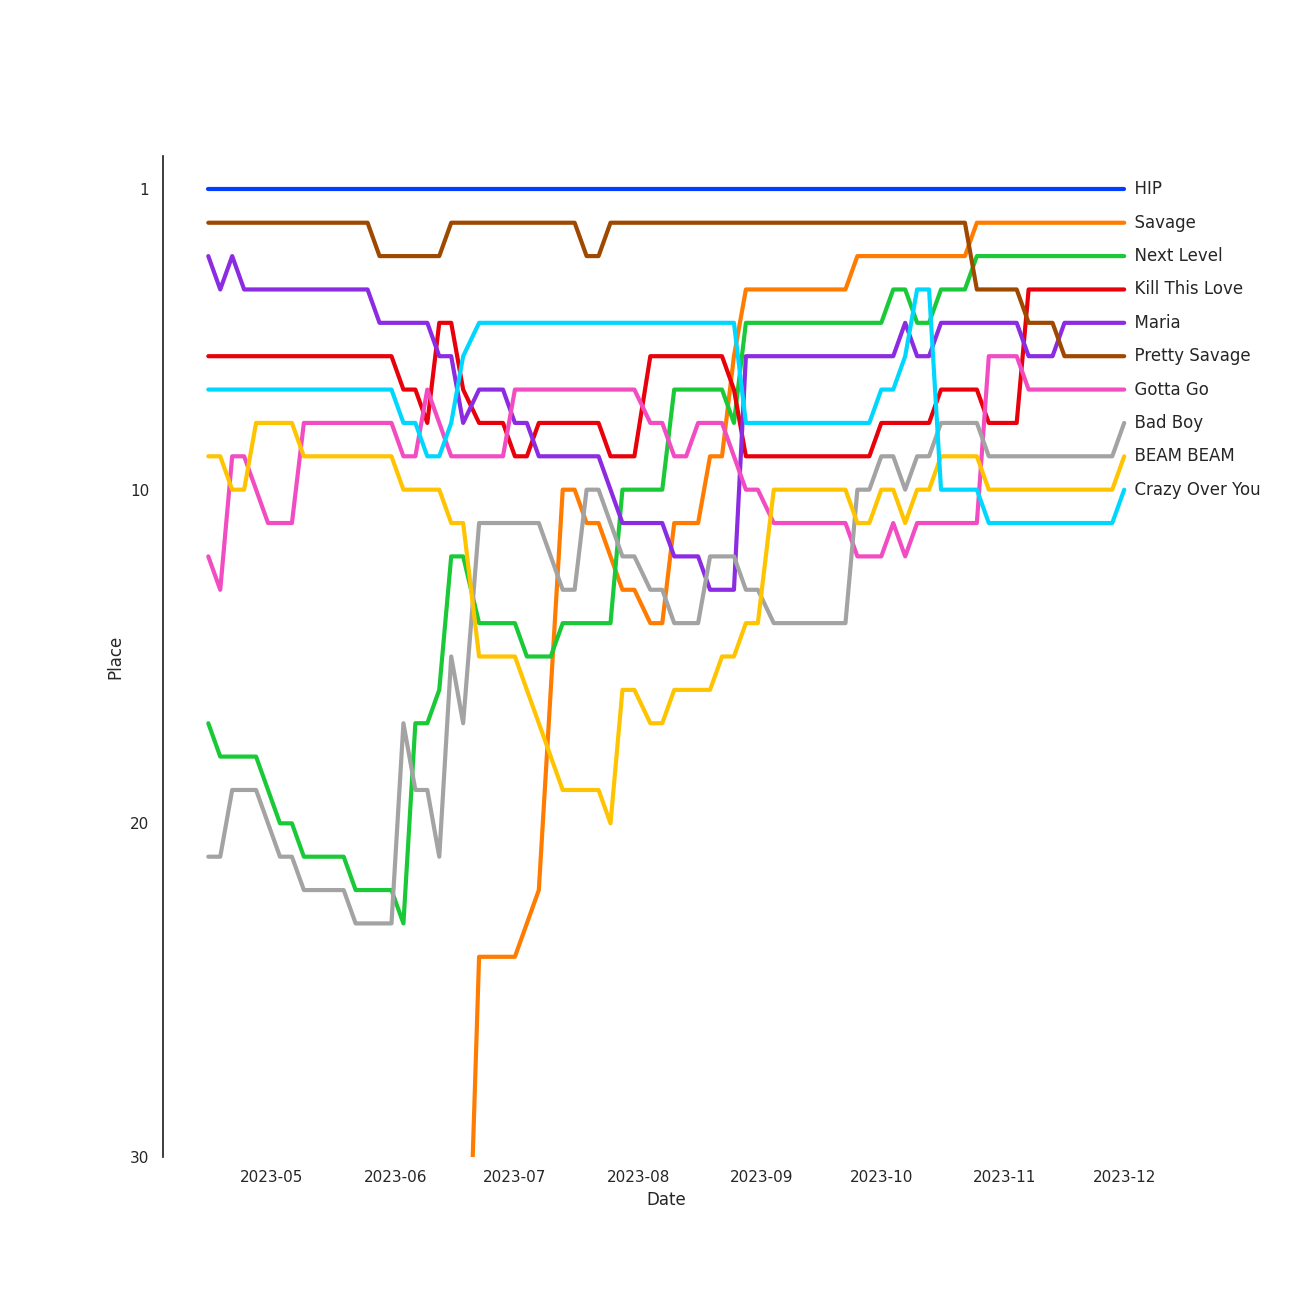 1
10
20
30
Place
HIP
Savage
Next Level
Kill This Love
Maria
Pretty Savage
Gotta Go
Bad Boy
BEAM BEAM
Crazy Over You
2023-05 2023-06 2023-07 2023-08 2023-09 2023-10 2023-11 2023-12
Date